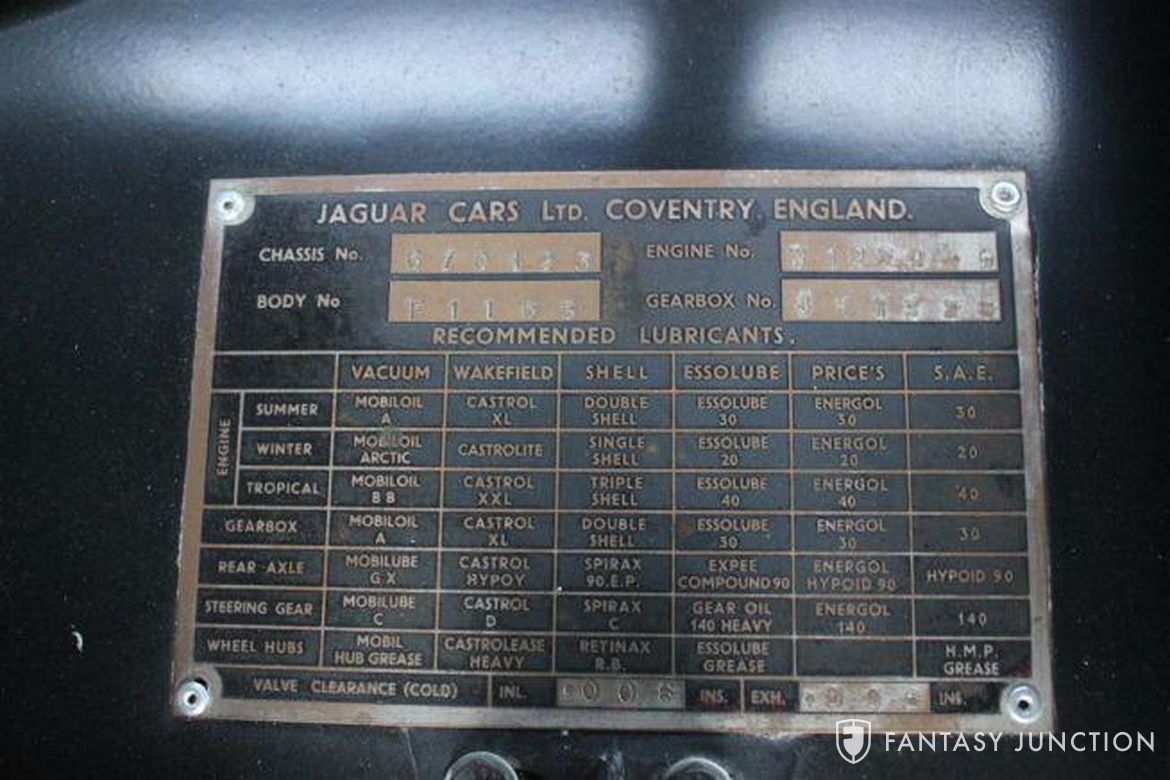 JAGUAR CARS LTD. COVENTRY, ENGLAND.
CHASSIS No. ENGINE No.
BODY No F1165 GEARBOX No.
RECOMMENDED LUBRICANTS.
VACUUM WAKEFIELD SHELL ESSOLUBE PRICE'S S.A.E.
ENGINE
SUMMER MOBILOIL A CASTROL XL DOUBLE SHELL ESSOLUBE 30 ENERGOL 30 30
WINTER MOBILOIL ARCTIC CASTROLITE SINGLE SHELL ESSOLUBE 20 ENERGOL 20 20
TROPICAL MOBILOIL BB CASTROL XXL TRIPLE SHELL ESSOLUBE 40 ENERGOL 40 40
GEARBOX MOBILOIL A CASTROL XL DOUBLE SHELL ESSOLUBE 30 ENERGOL 30 30
REAR AXLE MOBILUBE GX CASTROL HYPOY SPIRAX 90.E.P. EXPEE COMPOUND 90 ENERGOL HYPOID 90 HYPOID 90
STEERING GEAR MOBILUBE C CASTROL D SPIRAX C GEAR OIL 140 HEAVY ENERGOL 140 140
WHEEL HUBS MOBIL HUB GREASE CASTROLEASE HEAVY RETINAX R.B. ESSOLUBE GREASE H.M.P. GREASE
VALVE CLEARANCE (COLD) INL. .006 INS. EXH. INS.
FANTASY JUNCTION